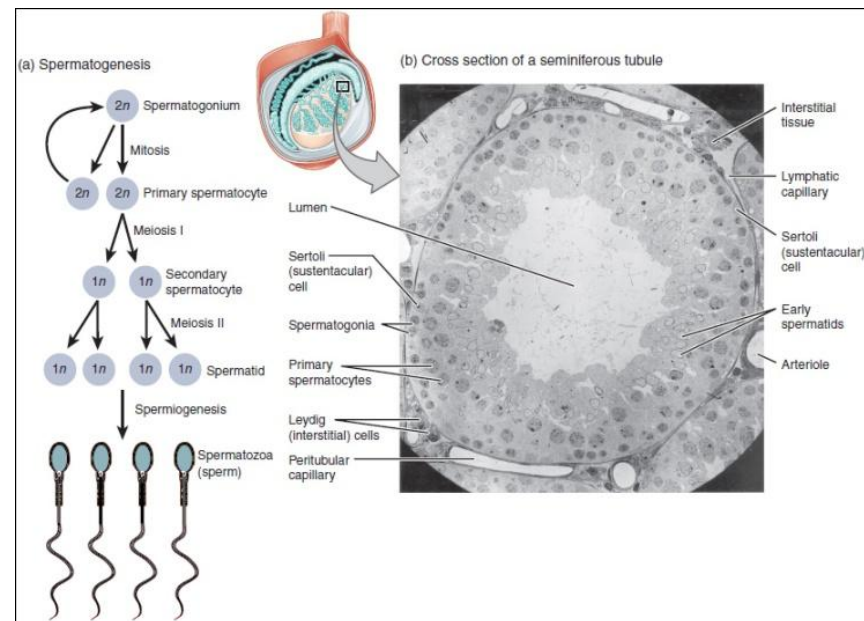 (a) Spermatogenesis
2n
Spermatogonium
Mitosis
2n
2n
Primary spermatocyte
Meiosis I
1n
1n
Secondary
spermatocyte
Meiosis II
1n
1n
1n
1n
Spermatid
Spermiogenesis
Spermatozoa
(sperm)
(b) Cross section of a seminiferous tubule
Lumen
Sertoli
(sustentacular)
cell
Spermatogonia
Primary
spermatocytes
Leydig
(interstitial) cells
Peritubular
capillary
Interstitial
tissue
Lymphatic
capillary
Sertoli
(sustentacular)
cell
Early
spermatids
Arteriole